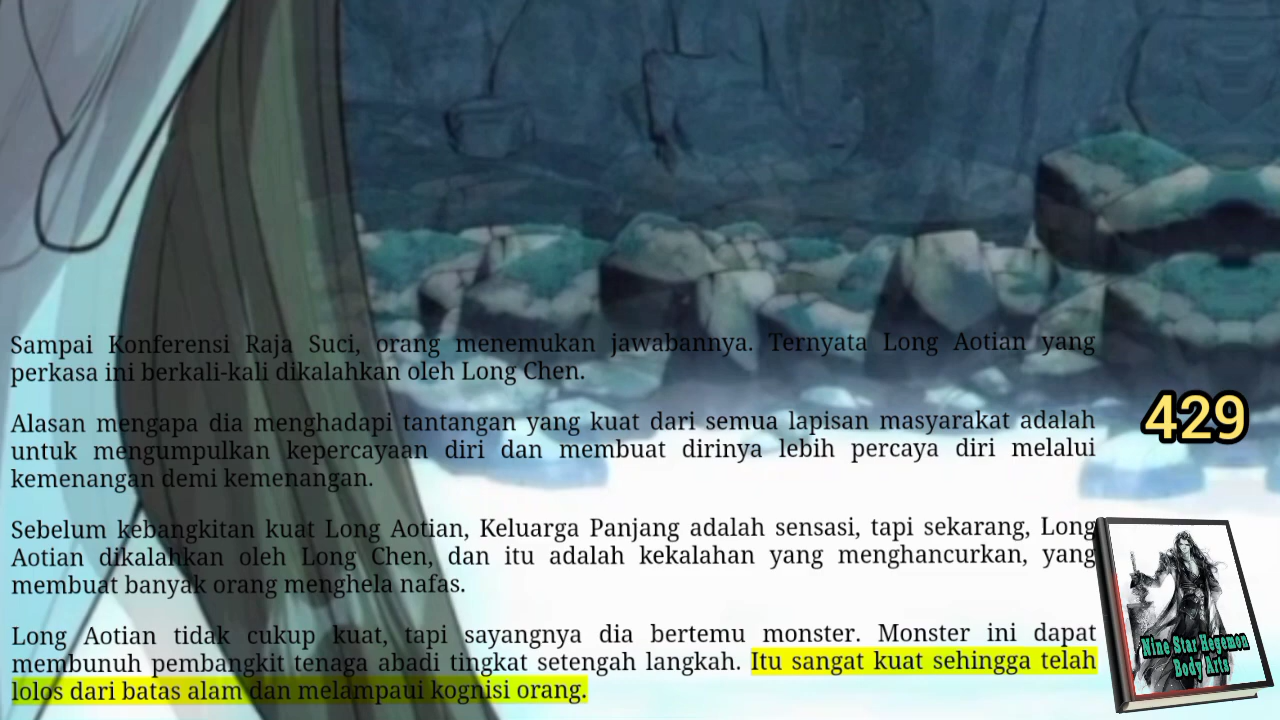 Sampai Konferensi Raja Suci, orang menemukan jawabannya. Ternyata Long Aotian yang
perkasa ini berkali-kali dikalahkan oleh Long Chen.
Alasan mengapa dia menghadapi tantangan yang kuat dari semua lapisan masyarakat adalah
untuk mengumpulkan kepercayaan diri dan membuat dirinya lebih percaya diri melalui
kemenangan demi kemenangan.
Sebelum kebangkitan kuat Long Aotian, Keluarga Panjang adalah sensasi, tapi sekarang, Long
Aotian dikalahkan oleh Long Chen, dan itu adalah kekalahan yang menghancurkan, yang
membuat banyak orang menghela nafas.
Long Aotian tidak cukup kuat, tapi sayangnya dia bertemu monster. Monster ini dapat
membunuh pembangkit tenaga abadi tingkat setengah langkah. Itu sangat kuat sehingga telah
lolos dari batas alam dan melampaui kognisi orang.
429
Nine Star Hegemon
Body Arts